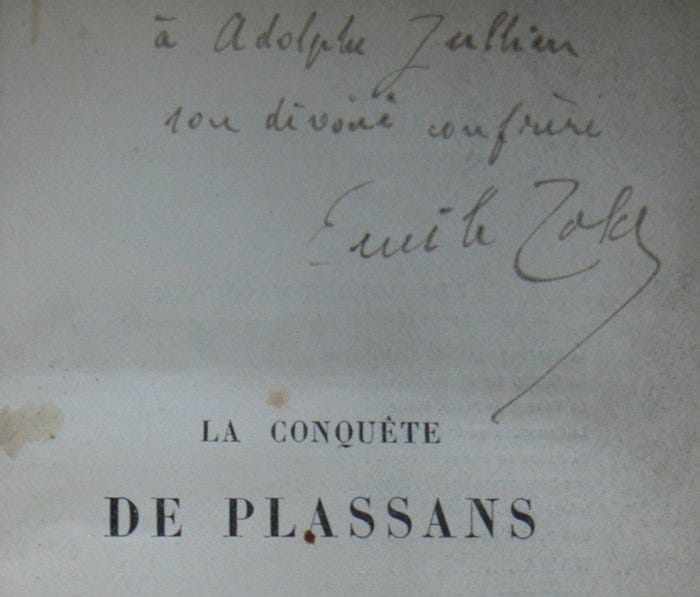 à Adolphe Jullien
son dévoué confrère
Emile Zola
LA CONQUÊTE
DE PLASSANS